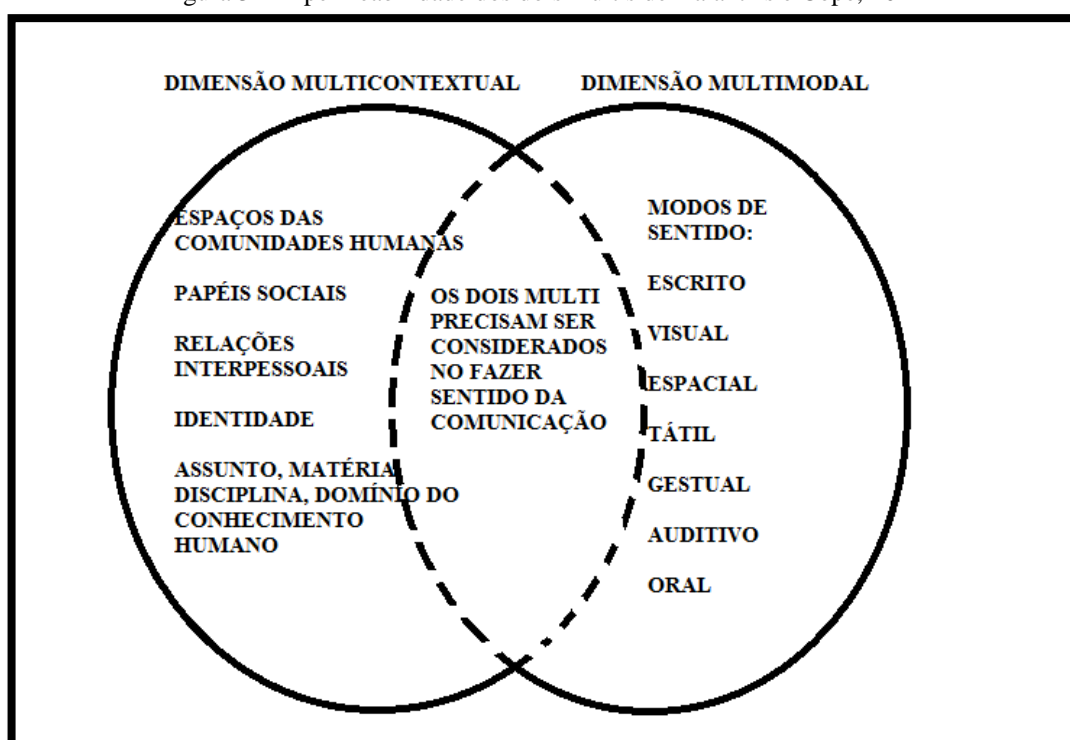 DIMENSÃO MULTICONTEXTUAL
DIMENSÃO MULTIMODAL
ESPAÇOS DAS
COMUNIDADES HUMANAS
PAPÉIS SOCIAIS
RELAÇÕES
INTERPESSOAIS
IDENTIDADE
ASSUNTO, MATÉRIA
DISCIPLINA, DOMÍNIO DO
CONHECIMENTO
HUMANO
OS DOIS MULTI
PRECISAM SER
CONSIDERADOS
NO FAZER
SENTIDO DA
COMUNICAÇÃO
MODOS DE
SENTIDO:
ESCRITO
VISUAL
ESPACIAL
TÁTIL
GESTUAL
AUDITIVO
ORAL